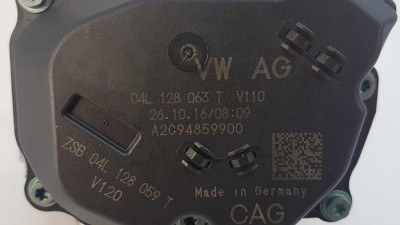 VW AG
04L 128 063 T V110
26.10.16/08:09
A2C94859900
ZSB 04L 128 059 T
V120
Made in Germany
CAG